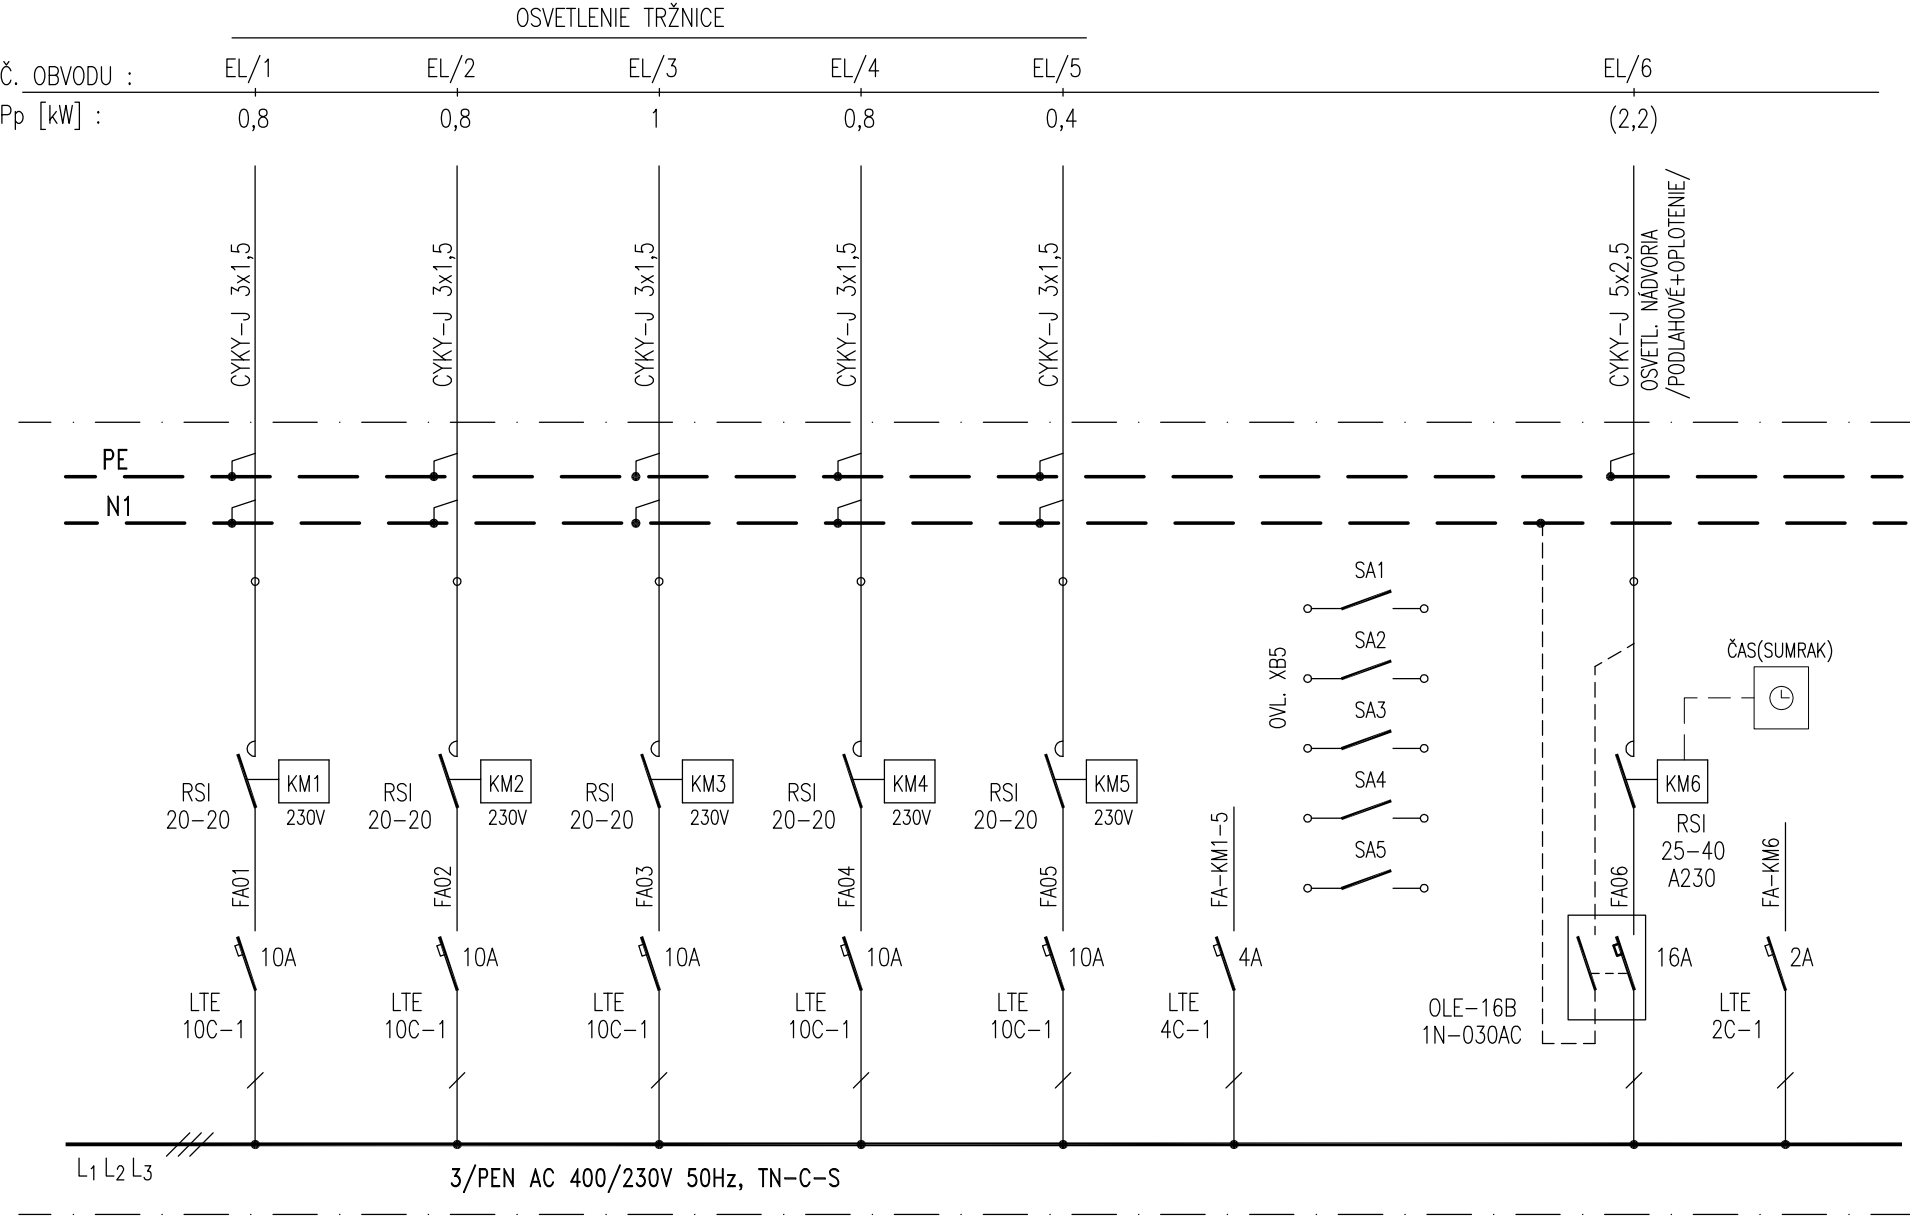 OSVETLENIE TRŽNICE
Č. OBVODU : EL/1 EL/2 EL/3 EL/4 EL/5 EL/6
Pp [kW] : 0,8 0,8 1 0,8 0,4 (2,2)
CYKY-J 3x1,5
CYKY-J 3x1,5
CYKY-J 3x1,5
CYKY-J 3x1,5
CYKY-J 3x1,5
CYKY-J 5x2,5
OSVETL. NÁDVORIA
/PODLAHOVÉ+OPLOTENIE/
PE
N1
SA1
SA2
SA3
SA4
SA5
OVL. XB5
ČAS(SUMRAK)
KM1
230V
RSI
20-20
KM2
230V
RSI
20-20
KM3
230V
RSI
20-20
KM4
230V
RSI
20-20
KM5
230V
RSI
20-20
KM6
RSI
25-40
A230
FA01
10A
LTE
10C-1
FA02
10A
LTE
10C-1
FA03
10A
LTE
10C-1
FA04
10A
LTE
10C-1
FA05
10A
LTE
10C-1
FA-KM1-5
4A
LTE
4C-1
FA06
16A
OLE-16B
1N-030AC
FA-KM6
2A
LTE
2C-1
L1 L2 L3
3/PEN AC 400/230V 50Hz, TN-C-S